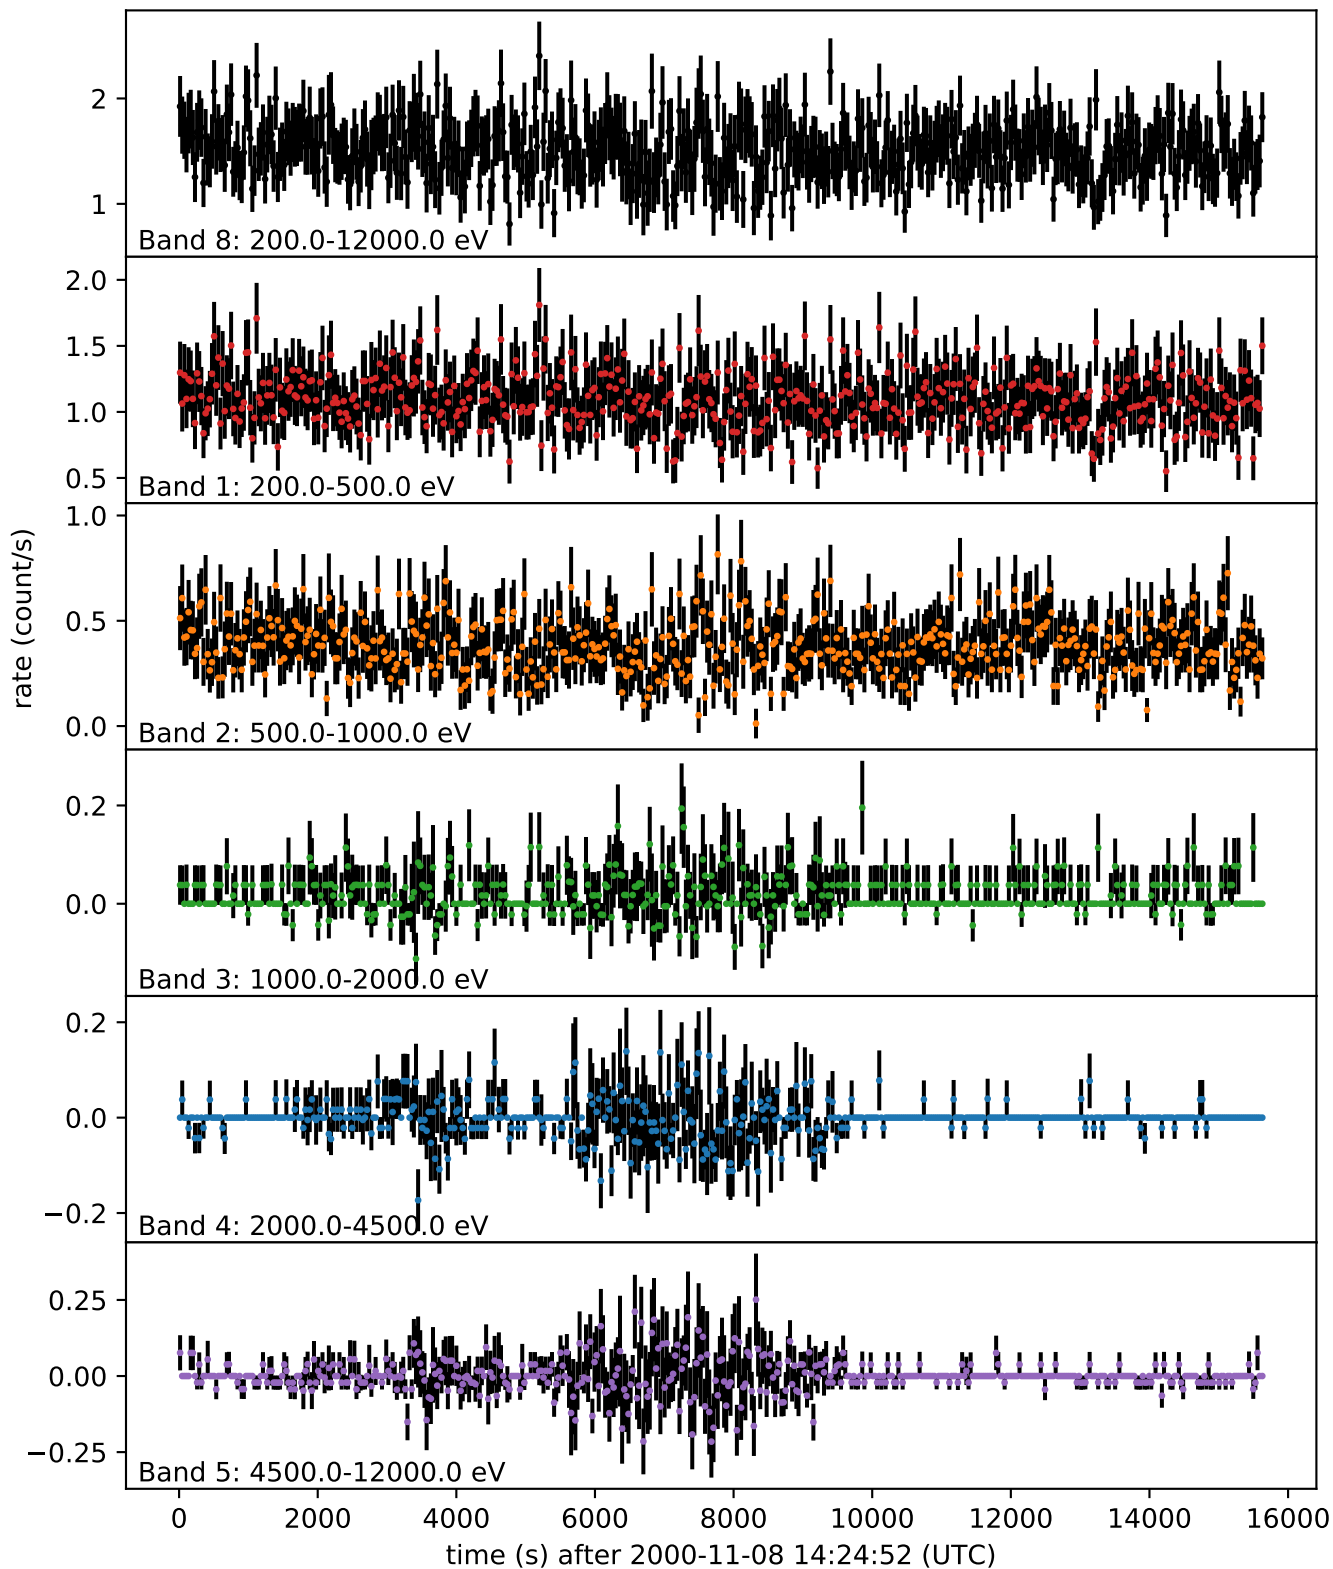 2
1
Band 8: 200.0-12000.0 eV
2.0
1.5
1.0
0.5
Band 1: 200.0-500.0 eV
1.0
0.5
0.0
Band 2: 500.0-1000.0 eV
rate (count/s)
0.2
0.0
Band 3: 1000.0-2000.0 eV
0.2
0.0
−0.2
Band 4: 2000.0-4500.0 eV
0.25
0.00
−0.25
Band 5: 4500.0-12000.0 eV
0 2000 4000 6000 8000 10000 12000 14000 16000
time (s) after 2000-11-08 14:24:52 (UTC)